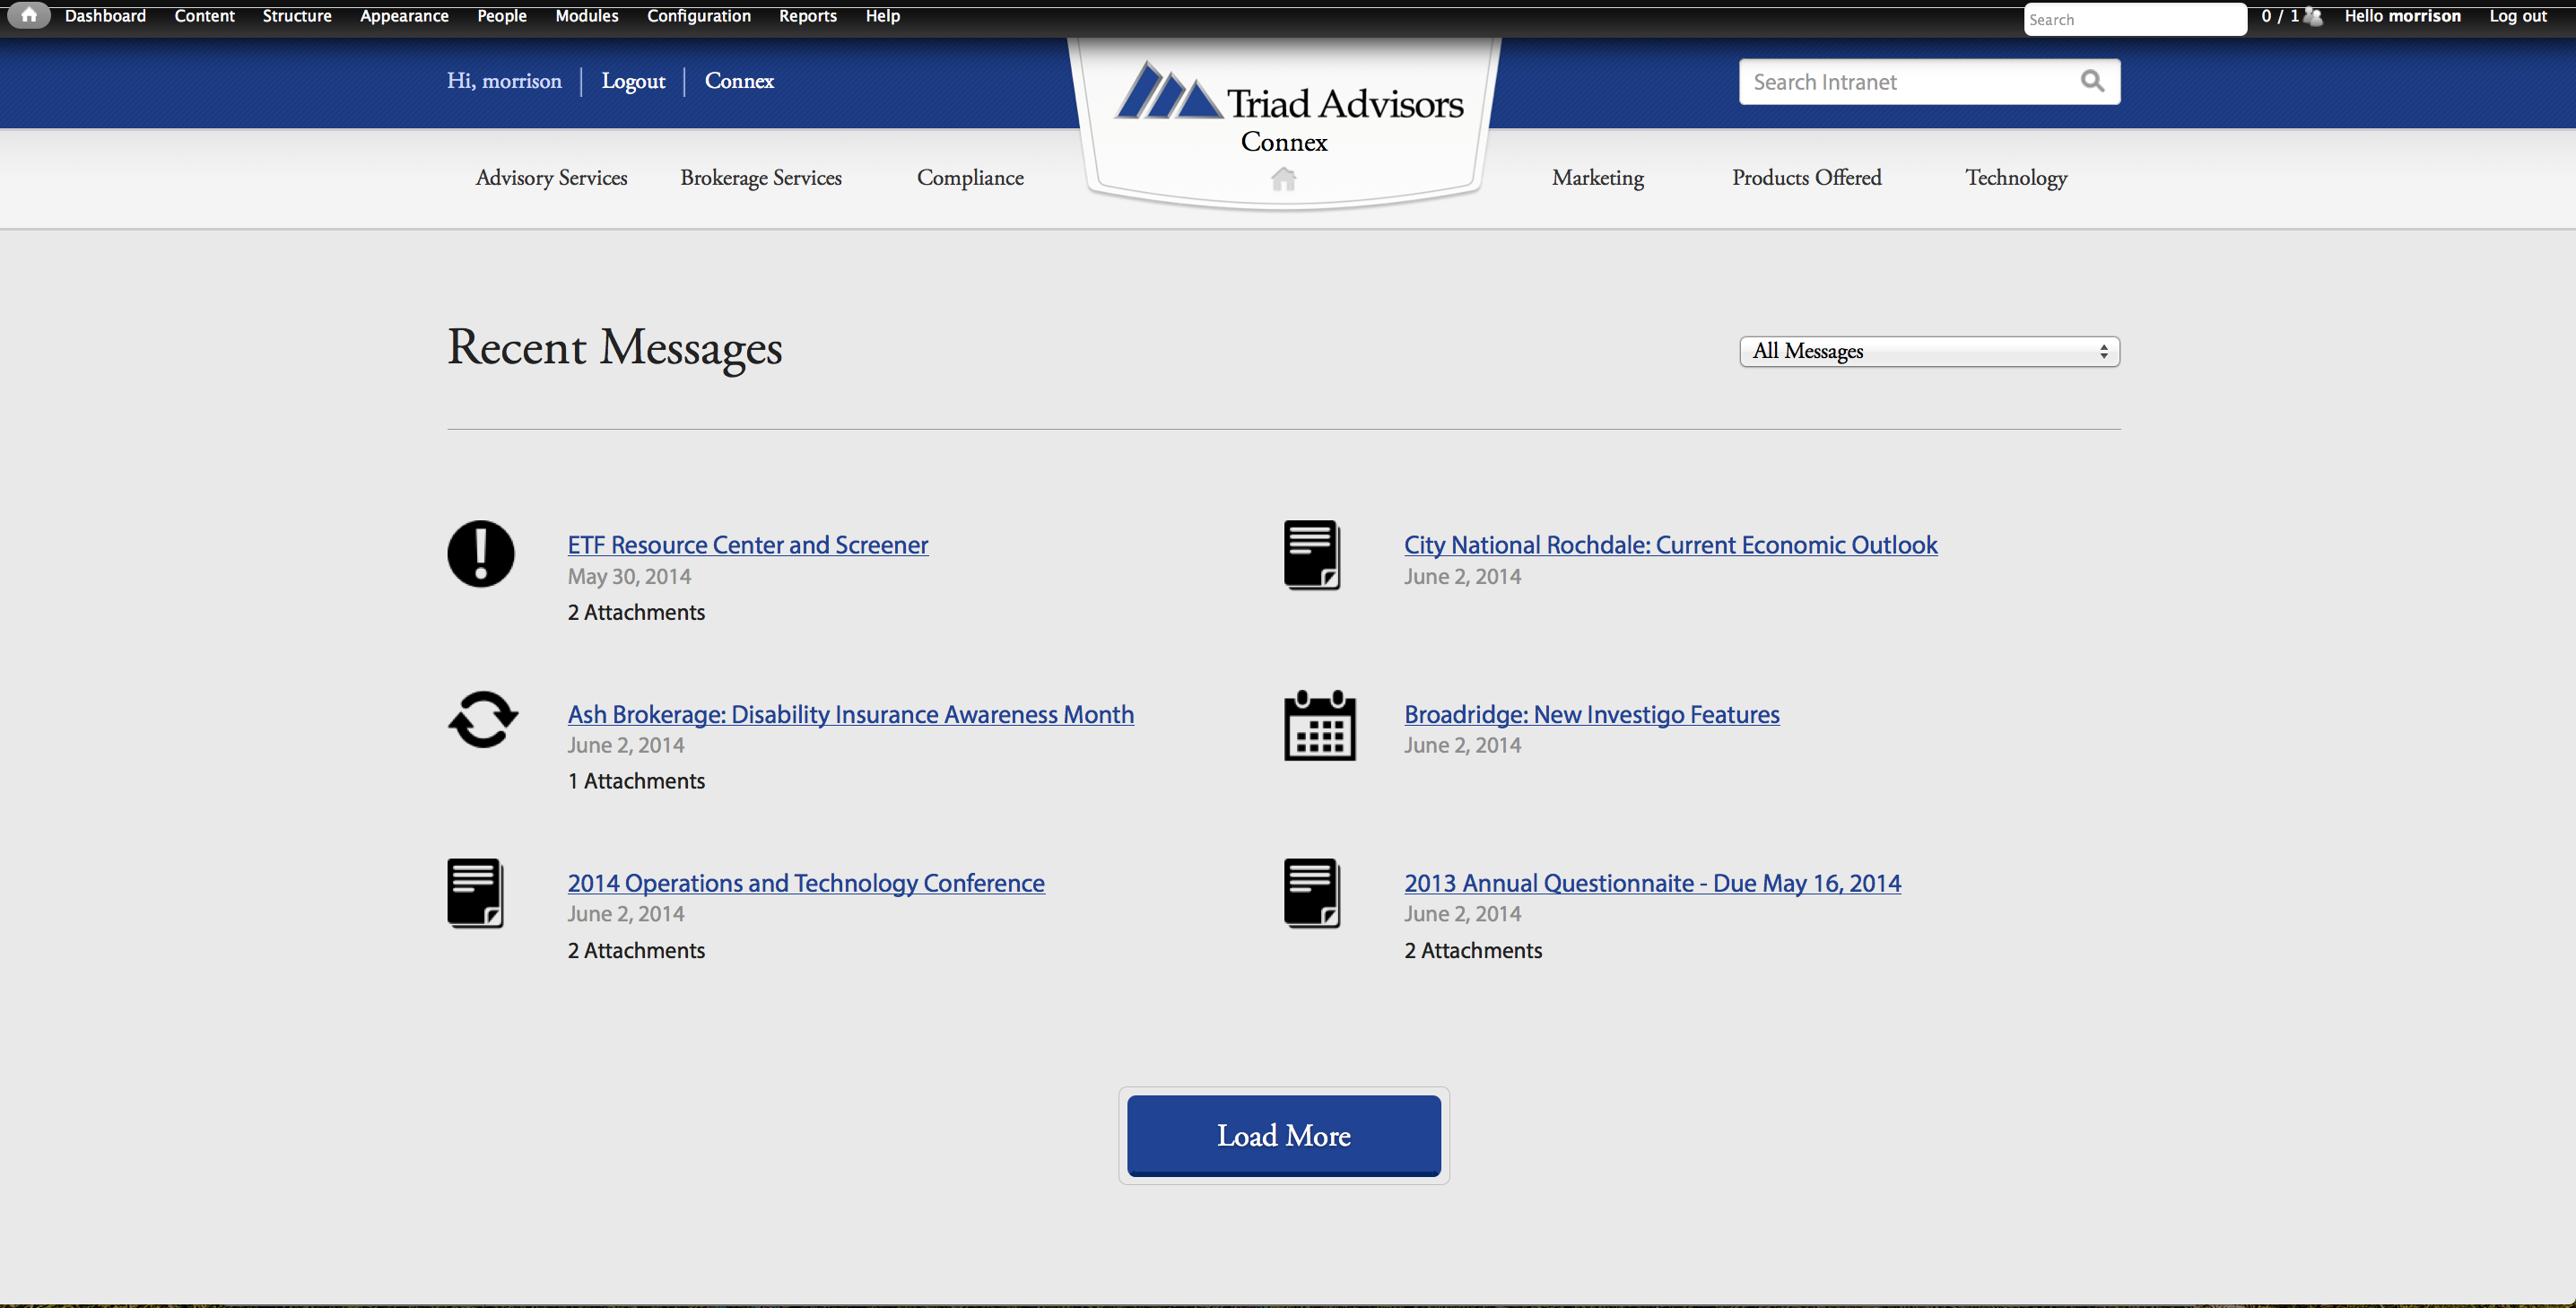 Dashboard Content Structure Appearance People Modules Configuration Reports Help Search 0 / 1 Hello morrison Log out
Hi, morrison Logout Connex Search Intranet
Triad Advisors
Connex
Advisory Services Brokerage Services Compliance Marketing Products Offered Technology
Recent Messages All Messages
ETF Resource Center and Screener
May 30, 2014
2 Attachments
City National Rochdale: Current Economic Outlook
June 2, 2014
Ash Brokerage: Disability Insurance Awareness Month
June 2, 2014
1 Attachments
Broadridge: New Investigo Features
June 2, 2014
2014 Operations and Technology Conference
June 2, 2014
2 Attachments
2013 Annual Questionnaite - Due May 16, 2014
June 2, 2014
2 Attachments
Load More